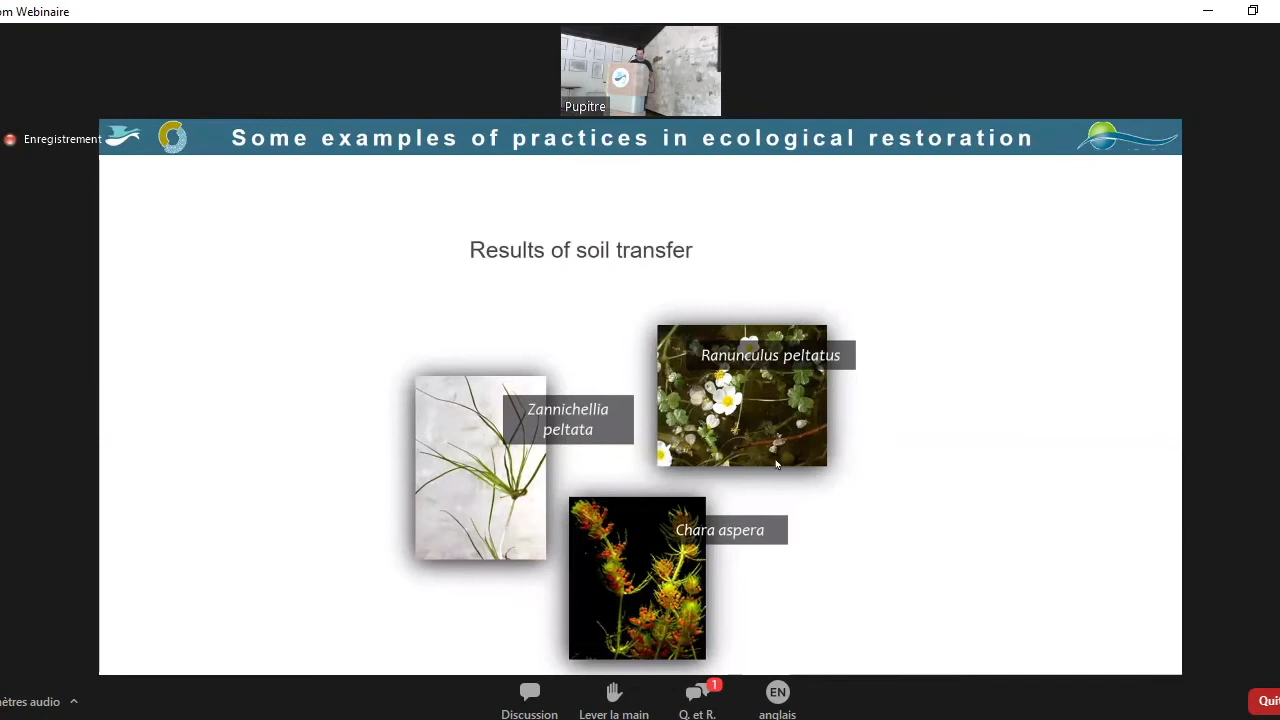 om Webinaire
Pupitre
Enregistrement
Some examples of practices in ecological restoration
Results of soil transfer
Ranunculus peltatus
Zannichellia
peltata
Chara aspera
nètres audio
1
EN
Discussion
Lever la main
Q. et R.
anglais
Quit